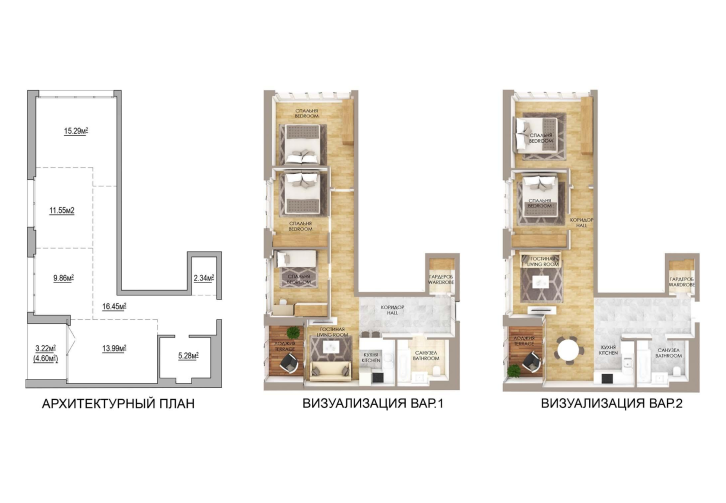 15.29м²
11.55м2
9.86м²
2.34м²
16.45м²
3.22м²
(4.60м²)
13.99м²
5.28м²
АРХИТЕКТУРНЫЙ ПЛАН
СПАЛЬНЯ
BEDROOM
СПАЛЬНЯ
BEDROOM
СПАЛЬНЯ
BEDROOM
ГАРДЕРОБ
WARDROBE
КОРИДОР
HALL
ЛОДЖИЯ
TERRACE
ГОСТИНАЯ
LIVING ROOM
КУХНЯ
KITCHEN
САНУЗЕЛ
BATHROOM
ВИЗУАЛИЗАЦИЯ ВАР.1
СПАЛЬНЯ
BEDROOM
СПАЛЬНЯ
BEDROOM
КОРИДОР
HALL
ГОСТИНАЯ
LIVING ROOM
ГАРДЕРОБ
WARDROBE
ЛОДЖИЯ
TERRACE
КУХНЯ
KITCHEN
САНУЗЕЛ
BATHROOM
ВИЗУАЛИЗАЦИЯ ВАР.2